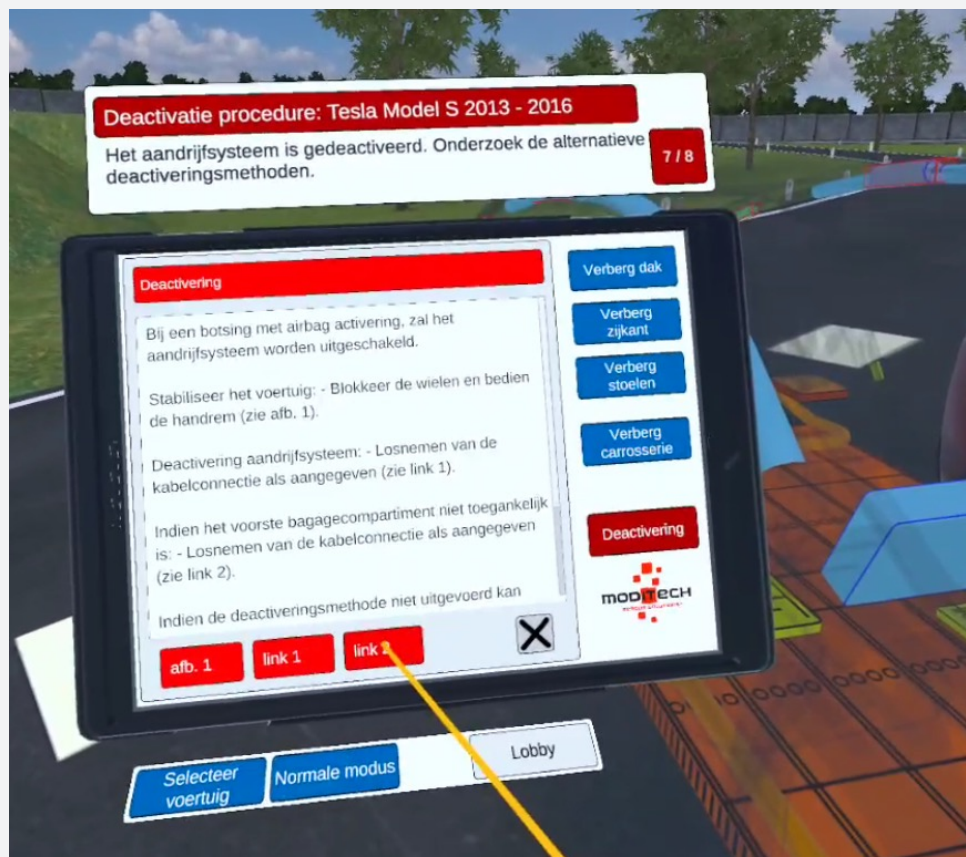 Deactivatie procedure: Tesla Model S 2013 - 2016
Het aandrijfsysteem is gedeactiveerd. Onderzoek de alternatieve
deactiveringsmethoden.
7 / 8
Deactivering
Bij een botsing met airbag activering, zal het
aandrijfsysteem worden uitgeschakeld.
Stabiliseer het voertuig: - Blokkeer de wielen en bedien
de handrem (zie afb. 1).
Deactivering aandrijfsysteem: - Losnemen van de
kabelconnectie als aangegeven (zie link 1).
Indien het voorste bagagecompartiment niet toegankelijk
is: - Losnemen van de kabelconnectie als aangegeven
(zie link 2).
Indien de deactiveringsmethode niet uitgevoerd kan
afb. 1
link 1
link 2
X
Verberg dak
Verberg
zijkant
Verberg
stoelen
Verberg
carrosserie
Deactivering
MODITECH
Selecteer
voertuig
Normale modus
Lobby